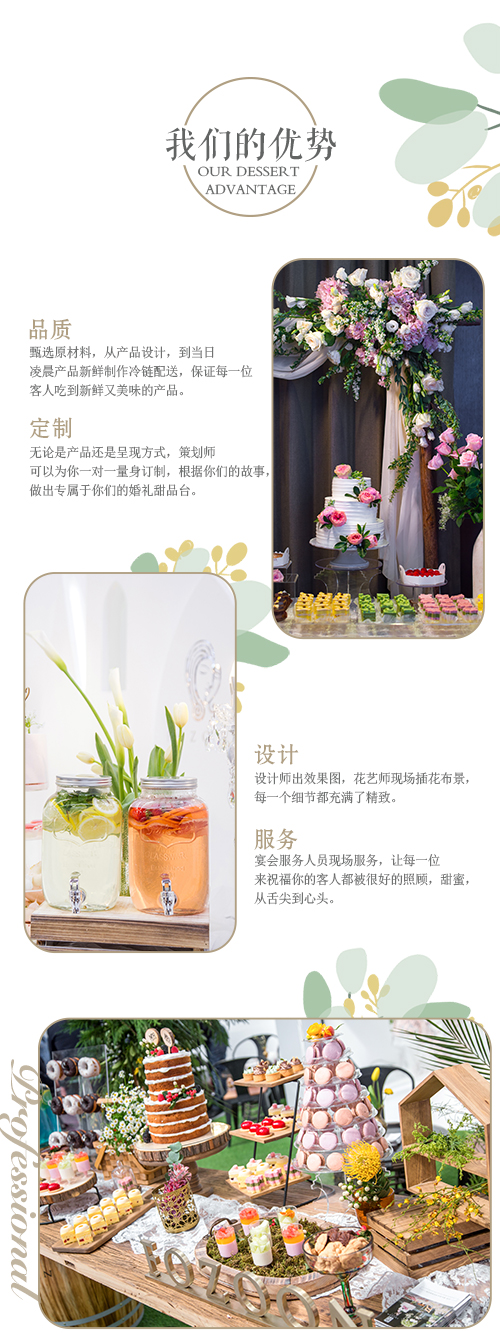 我们的优势
OUR DESSERT
ADVANTAGE
品质
甄选原材料，从产品设计，到当日
凌晨产品新鲜制作冷链配送，保证每一位
客人吃到新鲜又美味的产品。
定制
无论是产品还是呈现方式，策划师
可以为你一对一量身订制，根据你们的故事，
做出专属于你们的婚礼甜品台。
设计
设计师出效果图，花艺师现场插花布景，
每一个细节都充满了精致。
服务
宴会服务人员现场服务，让每一位
来祝福你的客人都被很好的照顾，甜蜜，
从舌尖到心头。
Professional